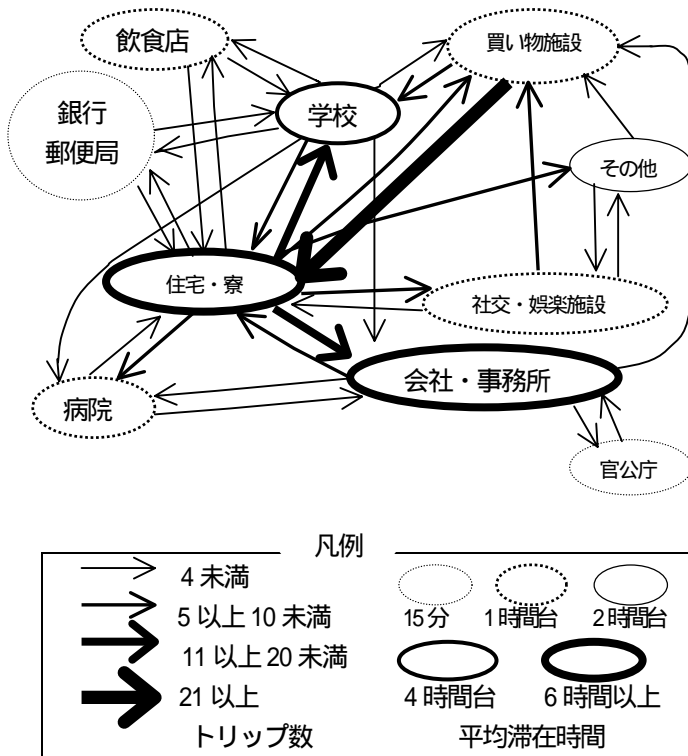 飲食店
買い物施設
銀行
郵便局
学校
その他
住宅・寮
社交・娯楽施設
会社・事務所
病院
官公庁
凡例
4 未満
5 以上 10 未満
11 以上 20 未満
21 以上
トリップ数
15分
1時間台
2時間台
4 時間台
6 時間以上
平均滞在時間